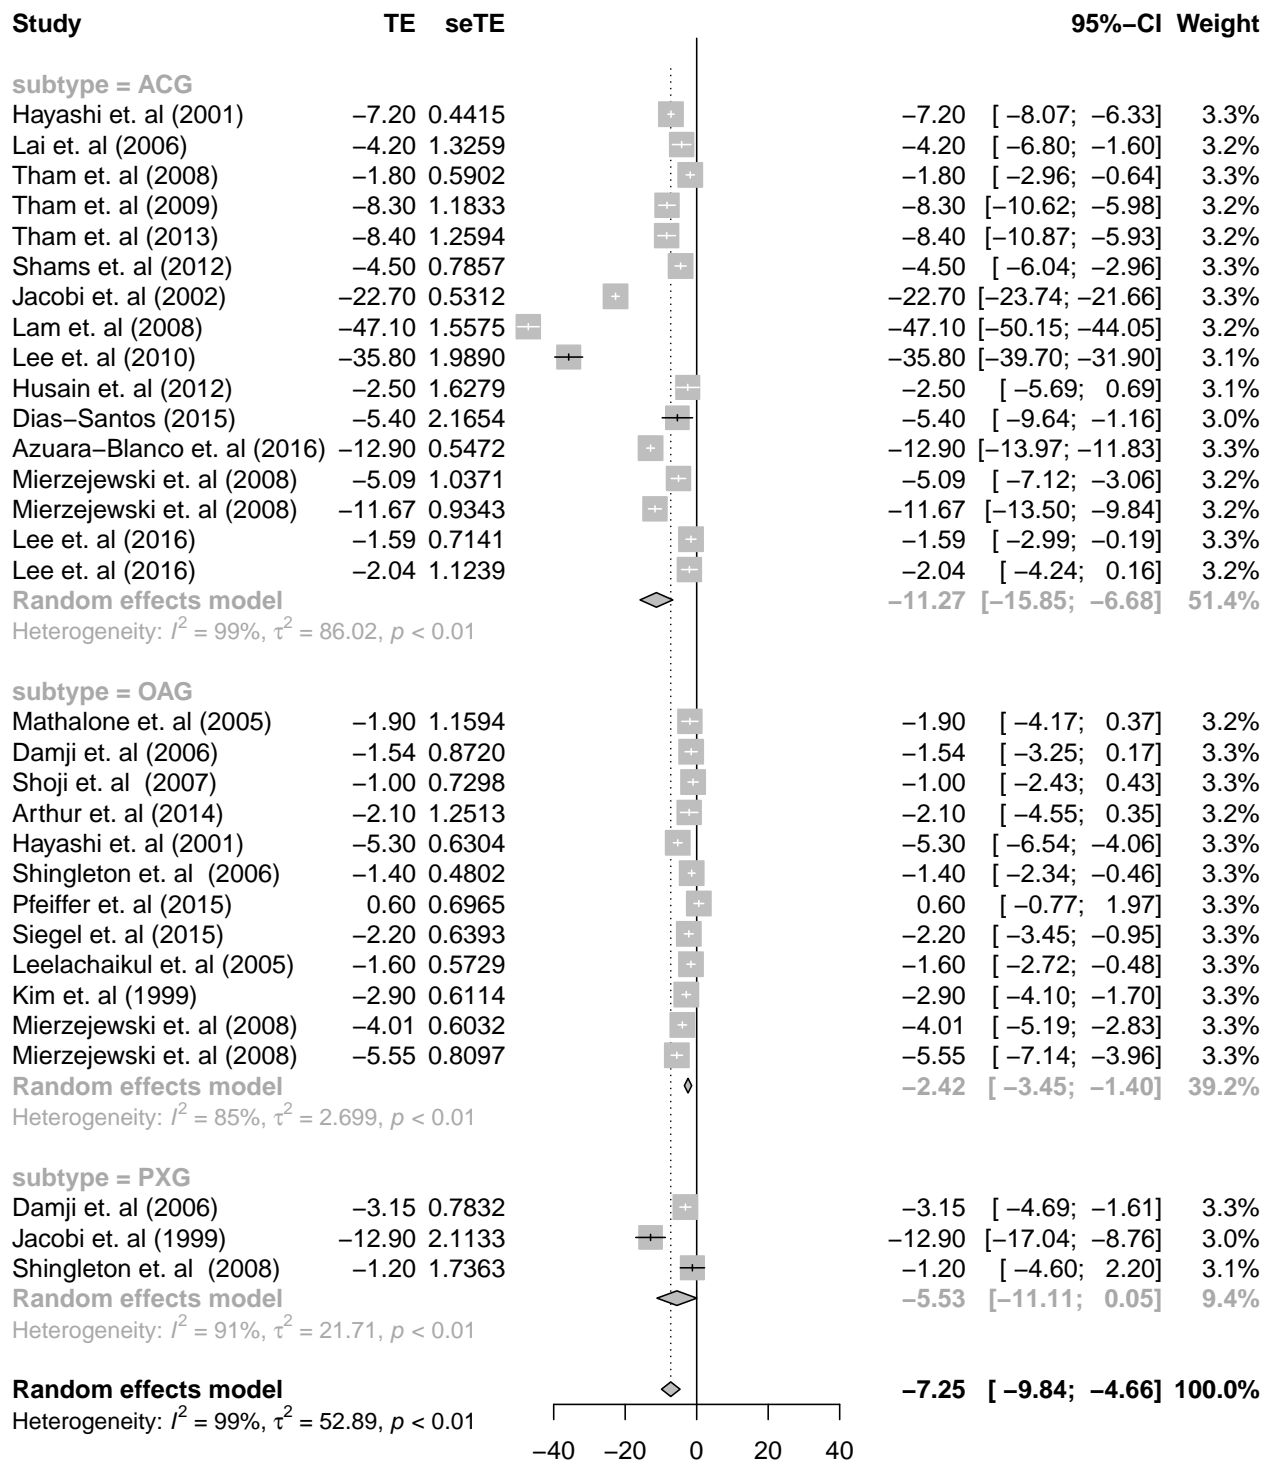 Study TE seTE 95%−CI Weight
subtype = ACG
Hayashi et. al (2001) −7.20 0.4415 −7.20 [ −8.07; −6.33] 3.3%
Lai et. al (2006) −4.20 1.3259 −4.20 [ −6.80; −1.60] 3.2%
Tham et. al (2008) −1.80 0.5902 −1.80 [ −2.96; −0.64] 3.3%
Tham et. al (2009) −8.30 1.1833 −8.30 [−10.62; −5.98] 3.2%
Tham et. al (2013) −8.40 1.2594 −8.40 [−10.87; −5.93] 3.2%
Shams et. al (2012) −4.50 0.7857 −4.50 [ −6.04; −2.96] 3.3%
Jacobi et. al (2002) −22.70 0.5312 −22.70 [−23.74; −21.66] 3.3%
Lam et. al (2008) −47.10 1.5575 −47.10 [−50.15; −44.05] 3.2%
Lee et. al (2010) −35.80 1.9890 −35.80 [−39.70; −31.90] 3.1%
Husain et. al (2012) −2.50 1.6279 −2.50 [ −5.69; 0.69] 3.1%
Dias−Santos (2015) −5.40 2.1654 −5.40 [ −9.64; −1.16] 3.0%
Azuara−Blanco et. al (2016) −12.90 0.5472 −12.90 [−13.97; −11.83] 3.3%
Mierzejewski et. al (2008) −5.09 1.0371 −5.09 [ −7.12; −3.06] 3.2%
Mierzejewski et. al (2008) −11.67 0.9343 −11.67 [−13.50; −9.84] 3.2%
Lee et. al (2016) −1.59 0.7141 −1.59 [ −2.99; −0.19] 3.3%
Lee et. al (2016) −2.04 1.1239 −2.04 [ −4.24; 0.16] 3.2%
Random effects model −11.27 [−15.85; −6.68] 51.4%
Heterogeneity: I² = 99%, τ² = 86.02, p < 0.01
subtype = OAG
Mathalone et. al (2005) −1.90 1.1594 −1.90 [ −4.17; 0.37] 3.2%
Damji et. al (2006) −1.54 0.8720 −1.54 [ −3.25; 0.17] 3.3%
Shoji et. al (2007) −1.00 0.7298 −1.00 [ −2.43; 0.43] 3.3%
Arthur et. al (2014) −2.10 1.2513 −2.10 [ −4.55; 0.35] 3.2%
Hayashi et. al (2001) −5.30 0.6304 −5.30 [ −6.54; −4.06] 3.3%
Shingleton et. al (2006) −1.40 0.4802 −1.40 [ −2.34; −0.46] 3.3%
Pfeiffer et. al (2015) 0.60 0.6965 0.60 [ −0.77; 1.97] 3.3%
Siegel et. al (2015) −2.20 0.6393 −2.20 [ −3.45; −0.95] 3.3%
Leelachaikul et. al (2005) −1.60 0.5729 −1.60 [ −2.72; −0.48] 3.3%
Kim et. al (1999) −2.90 0.6114 −2.90 [ −4.10; −1.70] 3.3%
Mierzejewski et. al (2008) −4.01 0.6032 −4.01 [ −5.19; −2.83] 3.3%
Mierzejewski et. al (2008) −5.55 0.8097 −5.55 [ −7.14; −3.96] 3.3%
Random effects model −2.42 [ −3.45; −1.40] 39.2%
Heterogeneity: I² = 85%, τ² = 2.699, p < 0.01
subtype = PXG
Damji et. al (2006) −3.15 0.7832 −3.15 [ −4.69; −1.61] 3.3%
Jacobi et. al (1999) −12.90 2.1133 −12.90 [−17.04; −8.76] 3.0%
Shingleton et. al (2008) −1.20 1.7363 −1.20 [ −4.60; 2.20] 3.1%
Random effects model −5.53 [−11.11; 0.05] 9.4%
Heterogeneity: I² = 91%, τ² = 21.71, p < 0.01
Random effects model −7.25 [ −9.84; −4.66] 100.0%
Heterogeneity: I² = 99%, τ² = 52.89, p < 0.01
−40 −20 0 20 40